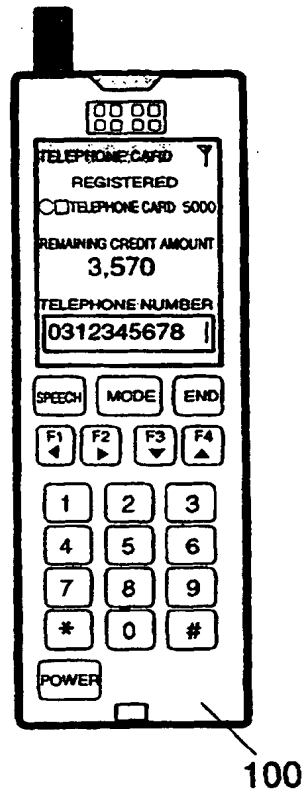 TELEPHONE CARD
REGISTERED
○□TELEPHONE CARD 5000
REMAINING CREDIT AMOUNT
3,570
TELEPHONE NUMBER
0312345678
SPEECH MODE END
F1 F2 F3 F4
1 2 3
4 5 6
7 8 9
* 0 #
POWER
100